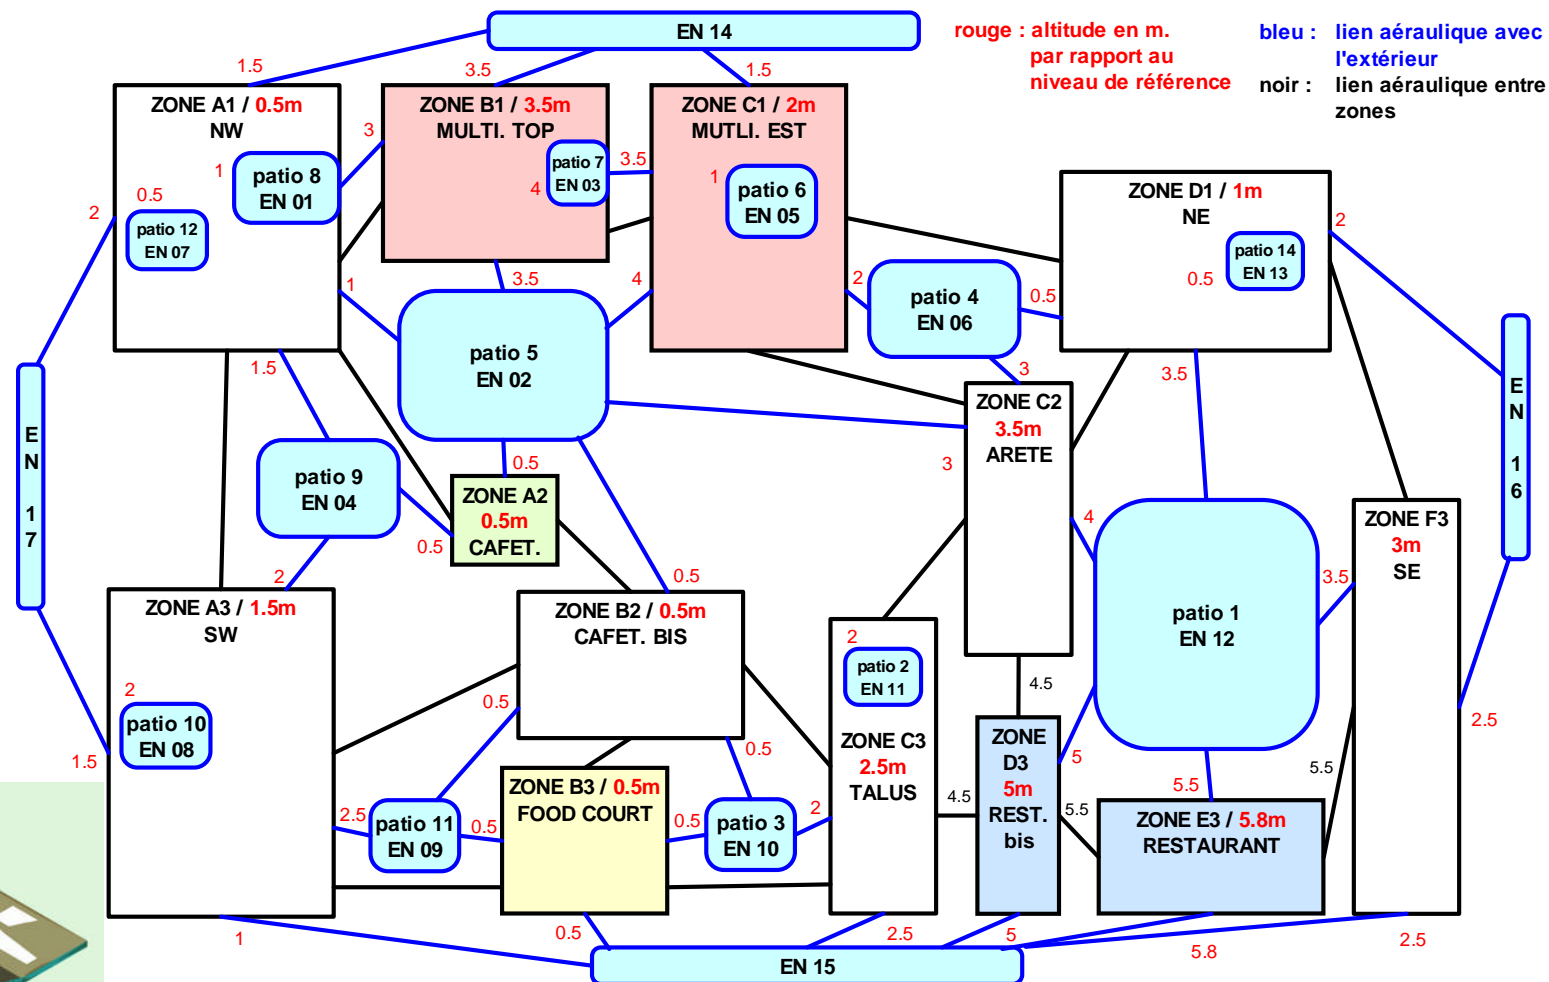 EN 14
rouge : altitude en m.
par rapport au
niveau de référence
bleu : lien aéraulique avec
l'extérieur
noir : lien aéraulique entre
zones
1.5
3.5
1.5
ZONE A1 / 0.5m
NW
ZONE B1 / 3.5m
MULTI. TOP
ZONE C1 / 2m
MUTLI. EST
3
1
patio 8
EN 01
patio 7
EN 03
4
3.5
1
patio 6
EN 05
ZONE D1 / 1m
NE
2
0.5
patio 12
EN 07
2
patio 14
EN 13
0.5
1
3.5
4
2
patio 4
EN 06
0.5
patio 5
EN 02
1.5
3
3.5
E
N
1
6
E
N
1
7
ZONE C2
3.5m
ARETE
3
patio 9
EN 04
0.5
ZONE A2
0.5m
CAFET.
0.5
4
ZONE F3
3m
SE
2
0.5
3.5
ZONE A3 / 1.5m
SW
ZONE B2 / 0.5m
CAFET. BIS
patio 1
EN 12
2
patio 2
EN 11
4.5
2
patio 10
EN 08
1.5
0.5
0.5
ZONE C3
2.5m
TALUS
ZONE
D3
5m
REST.
bis
5
2.5
5.5
ZONE B3 / 0.5m
FOOD COURT
4.5
5.5
5.5
2.5
patio 11
EN 09
0.5
0.5
patio 3
EN 10
2
ZONE E3 / 5.8m
RESTAURANT
1
0.5
2.5
5
5.8
2.5
EN 15